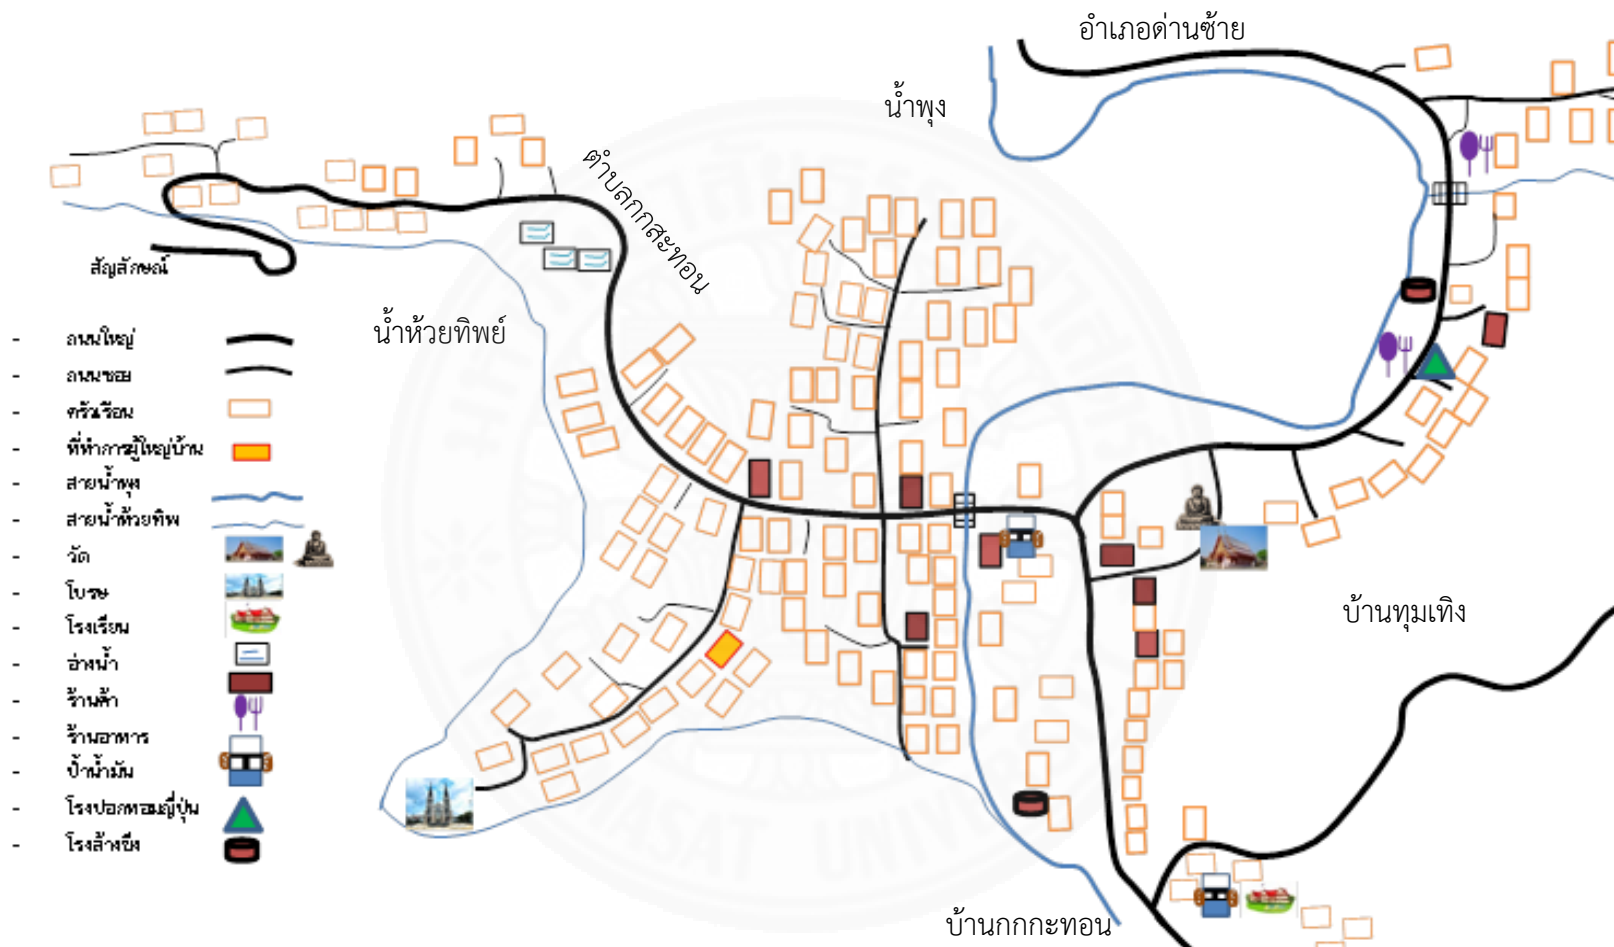 อำเภอด่านซ้าย
น้ำพุง
ตำบลกกสะทอน
สัญลักษณ์
น้ำห้วยทิพย์
- ถนนใหญ่
- ถนนซอย
- ครัวเรือน
- ที่ทำการผู้ใหญ่บ้าน
- สายน้ำพุง
- สายน้ำห้วยทิพ
- วัด
- โบรษ
- โรงเรียน
- อ่างน้ำ
- ร้านค้า
- ร้านอาหาร
- ปั๊มน้ำมัน
- โรงปอกหอมญี่ปุ่น
- โรงล้างขิง
บ้านทุมเทิง
บ้านกกกะทอน